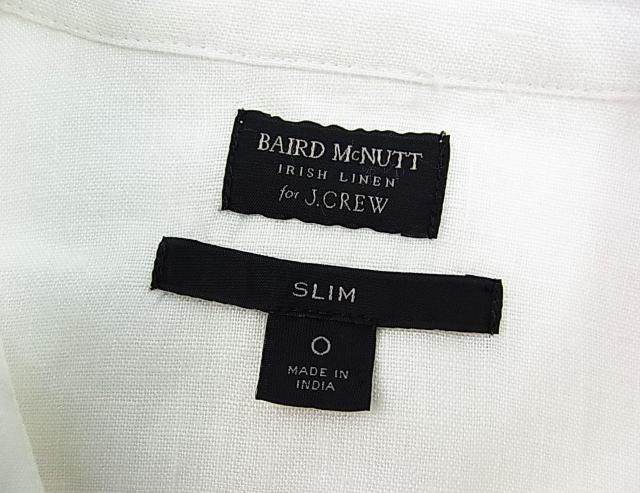 BAIRD McNUTT
IRISH LINEN
for J.CREW
SLIM
0
MADE IN
INDIA